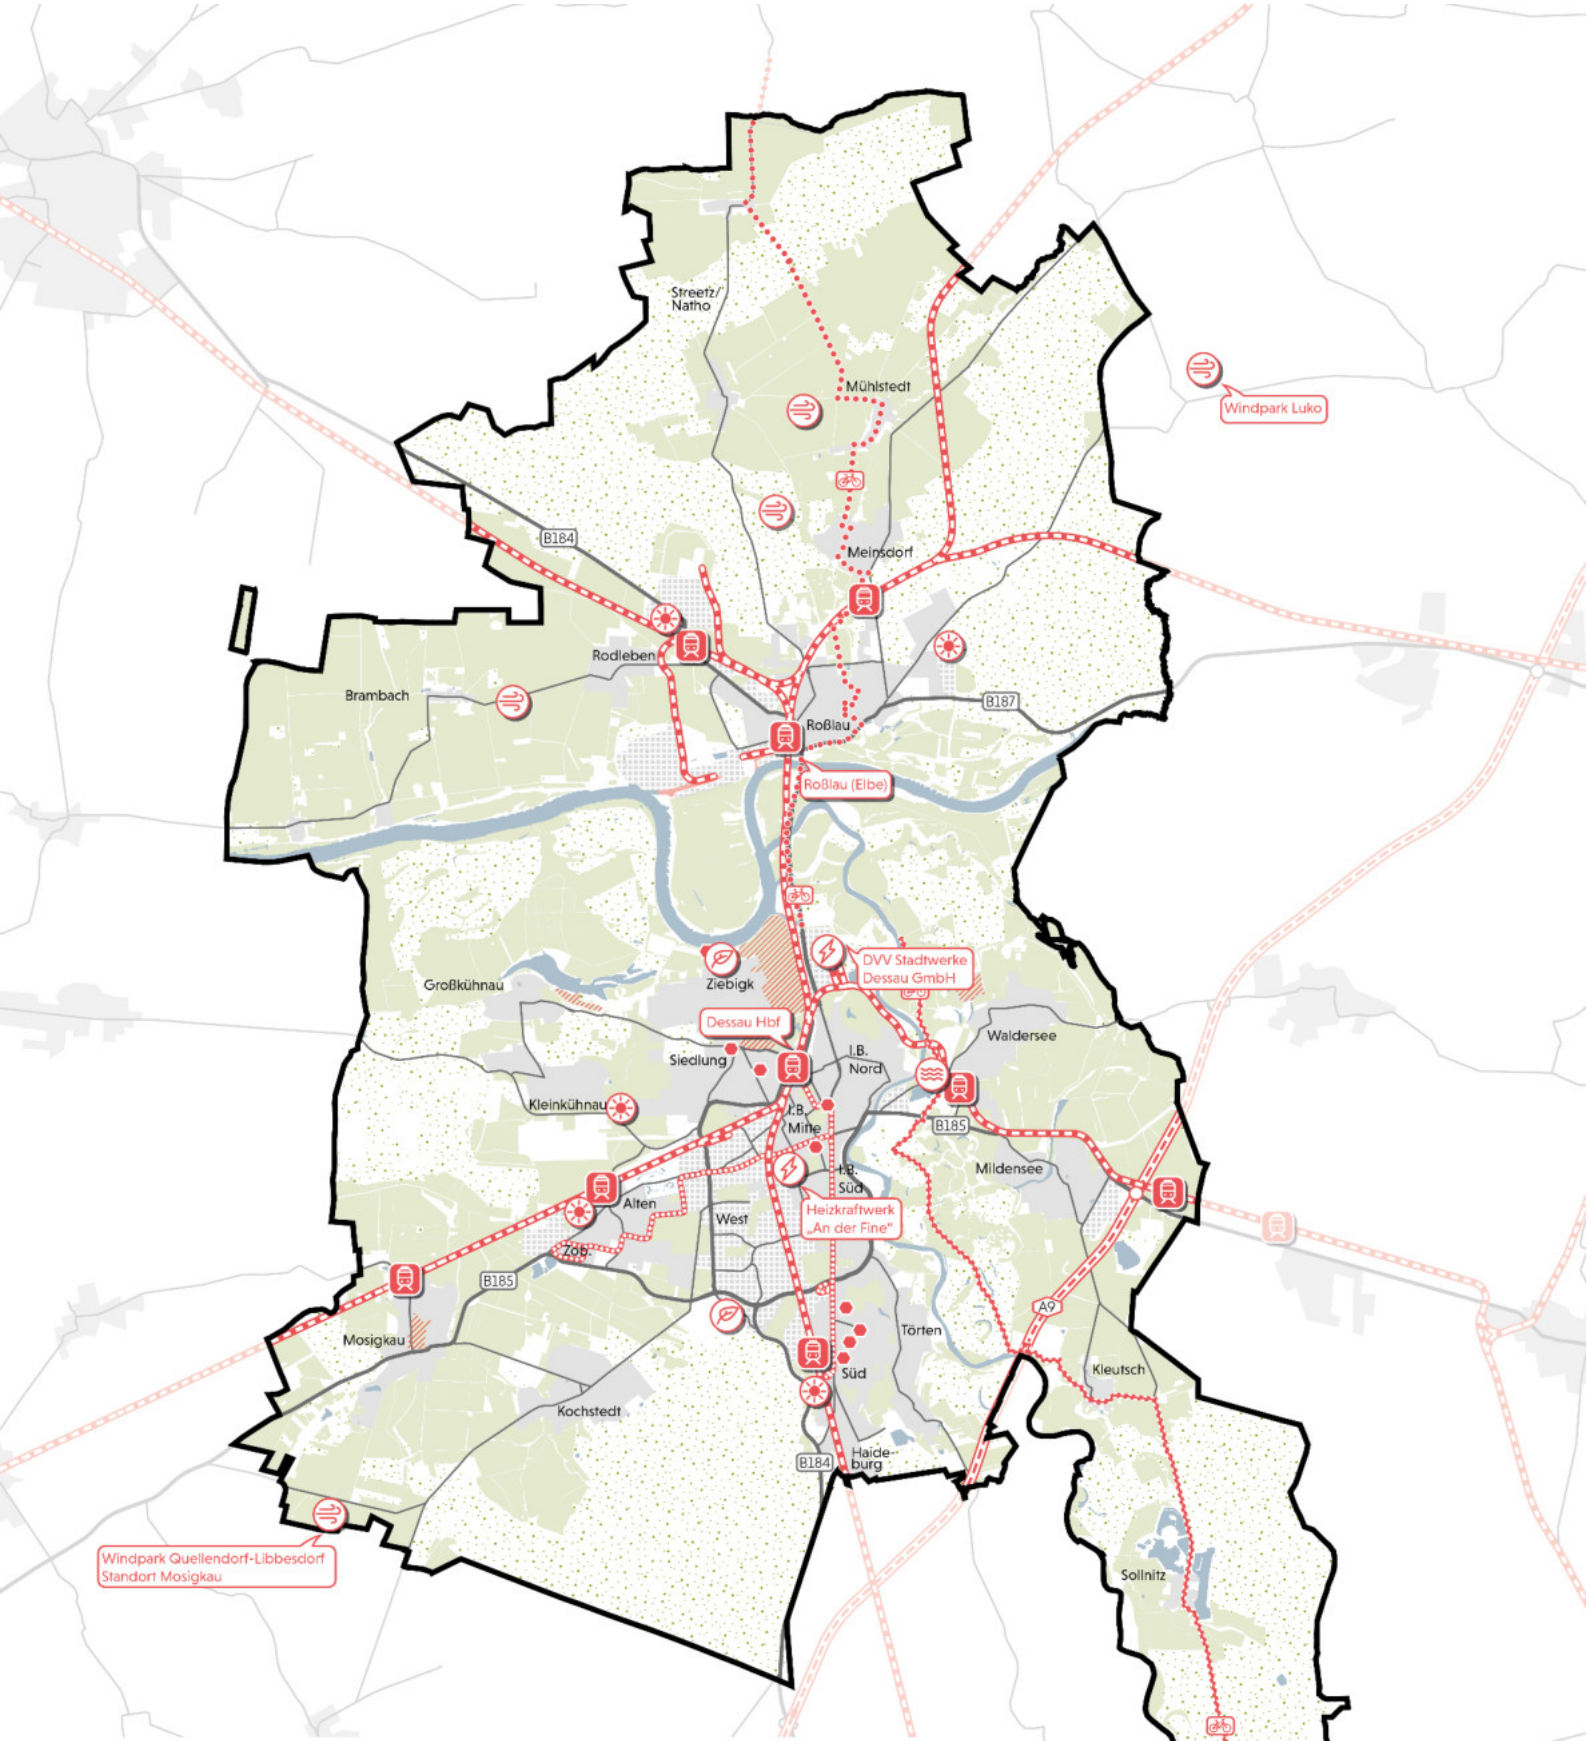 Streetz/
Natho
Mühlstedt
Windpark Luko
B184
Meinsdorf
Rodleben
Brambach
B187
Roßlau
Roßlau (Elbe)
DVV Stadtwerke
Dessau GmbH
Großkühnau
Ziebigk
Dessau Hbf
Waldersee
Siedlung
I.B.
Nord
Kleinkühnau
I.B.
Mitte
B185
Mildensee
I.B.
Süd
Alten
West
Heizkraftwerk
„An der Fine“
Zob.
B185
A9
Mosigkau
Törten
Kleutsch
Süd
Kochstedt
Haide-
burg
B184
Windpark Quellendorf-Libbesdorf
Standort Mosigkau
Sollnitz